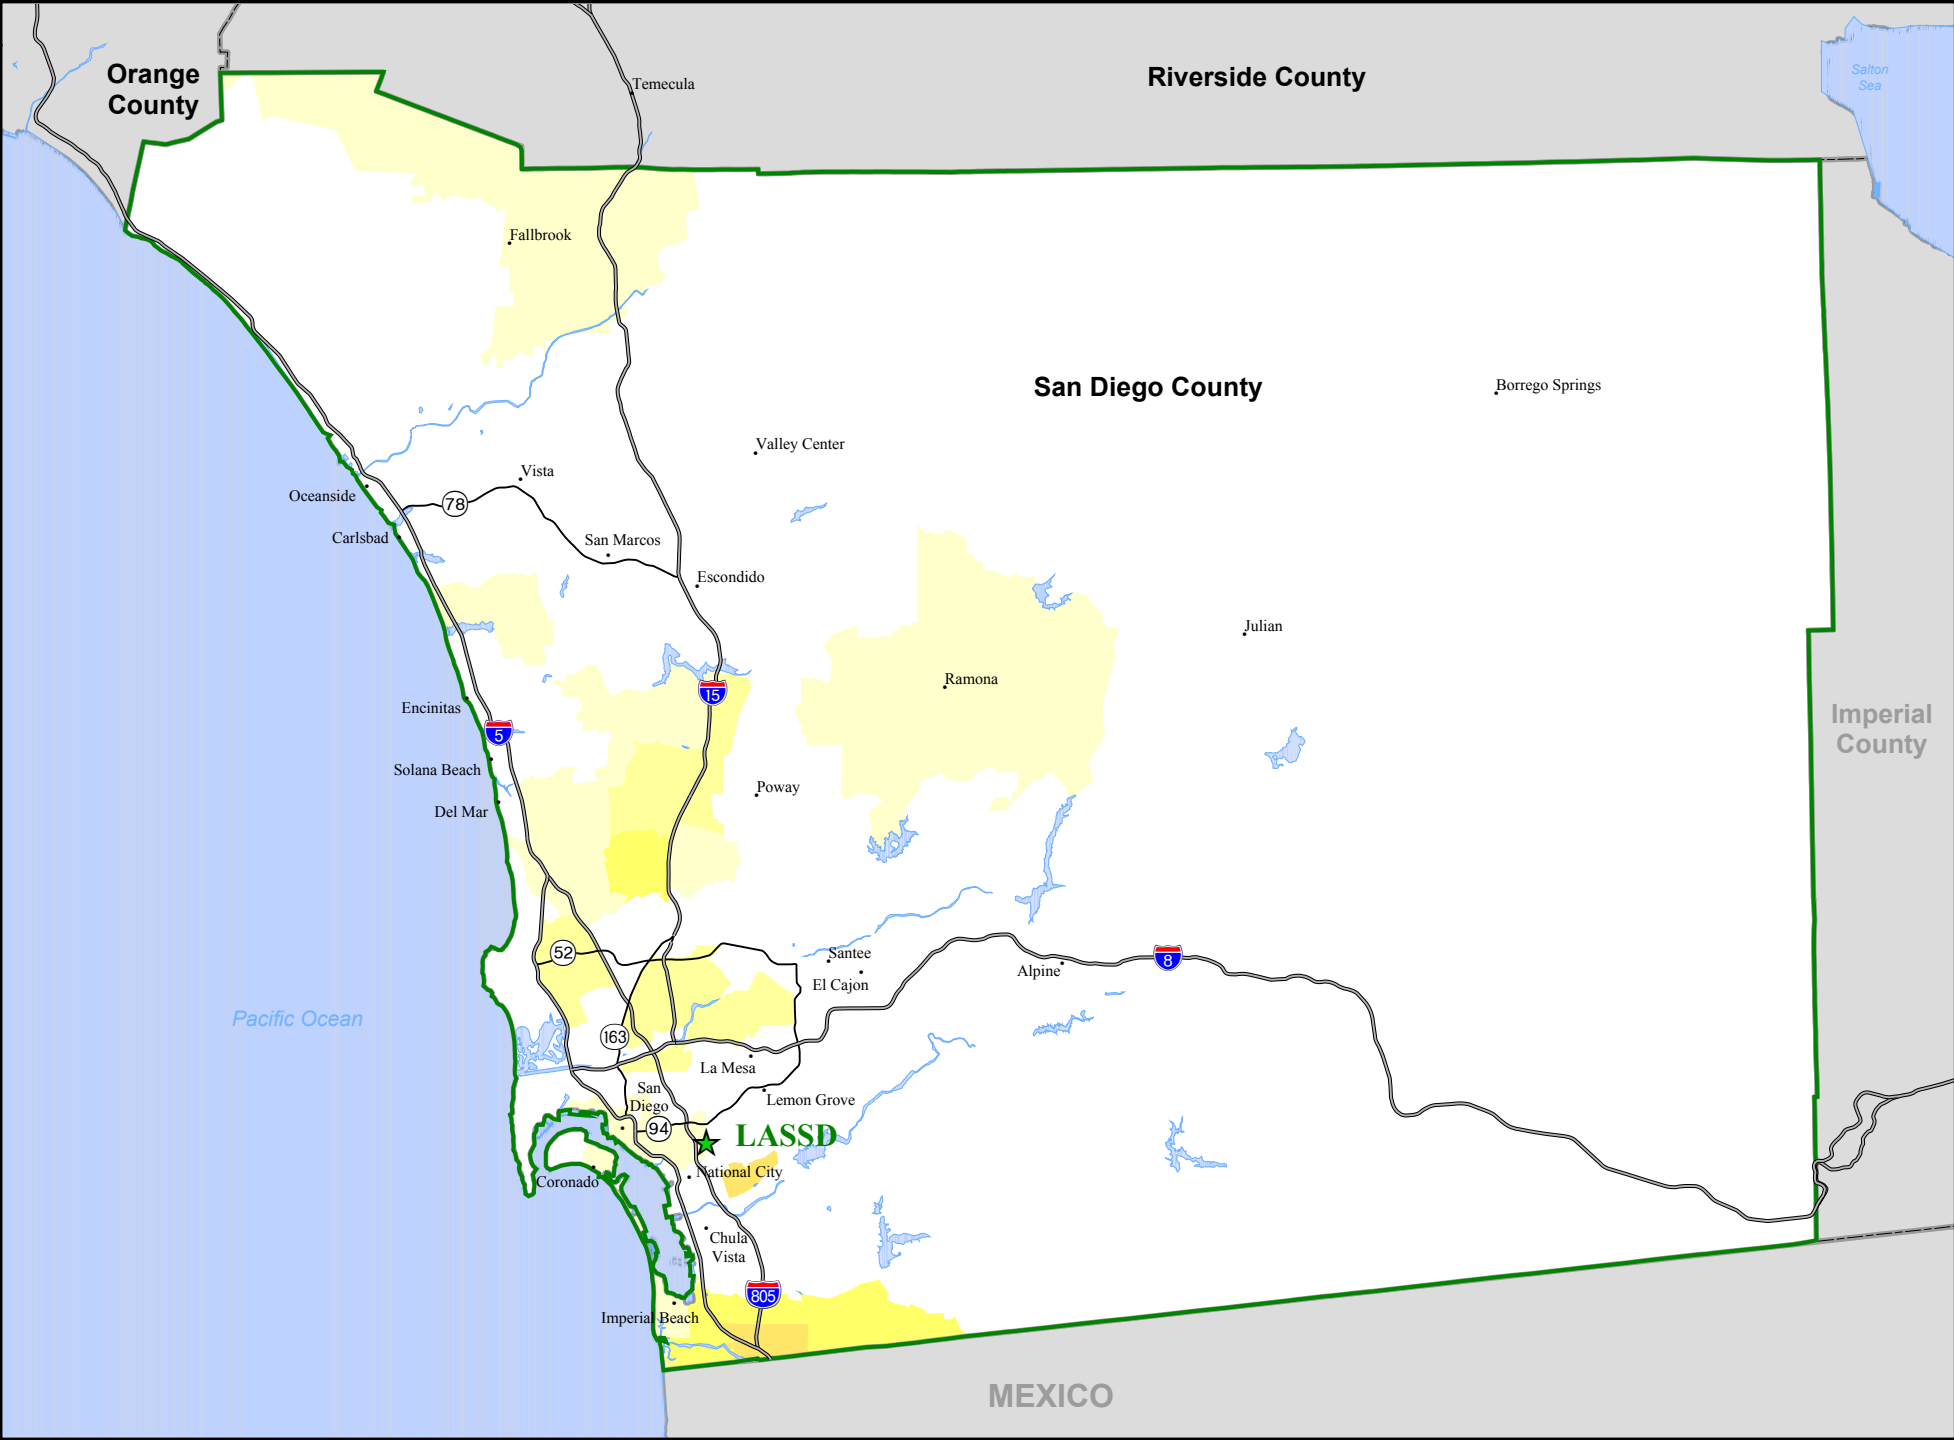 Orange
County
Riverside County
Salton
Sea
Temecula
Fallbrook
San Diego County
Borrego Springs
Valley Center
Vista
Oceanside
78
Carlsbad
San Marcos
Escondido
Julian
Ramona
15
Encinitas
5
Imperial
County
Solana Beach
Poway
Del Mar
52
Santee
El Cajon
Alpine
8
Pacific Ocean
163
La Mesa
San
Diego
Lemon Grove
94
LASSD
National City
Coronado
Chula
Vista
805
Imperial Beach
MEXICO